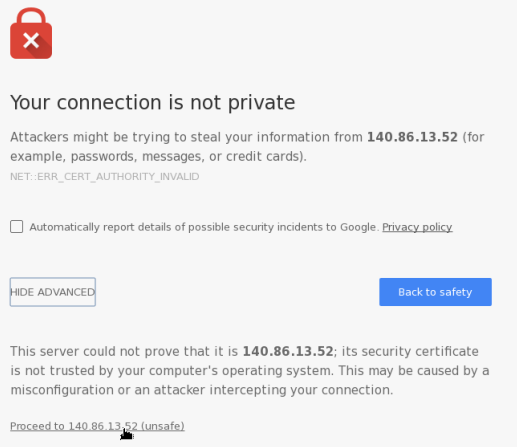 Your connection is not private
Attackers might be trying to steal your information from 140.86.13.52 (for
example, passwords, messages, or credit cards).
NET::ERR_CERT_AUTHORITY_INVALID
Automatically report details of possible security incidents to Google. Privacy policy
HIDE ADVANCED
Back to safety
This server could not prove that it is 140.86.13.52; its security certificate
is not trusted by your computer's operating system. This may be caused by a
misconfiguration or an attacker intercepting your connection.
Proceed to 140.86.13.52 (unsafe)